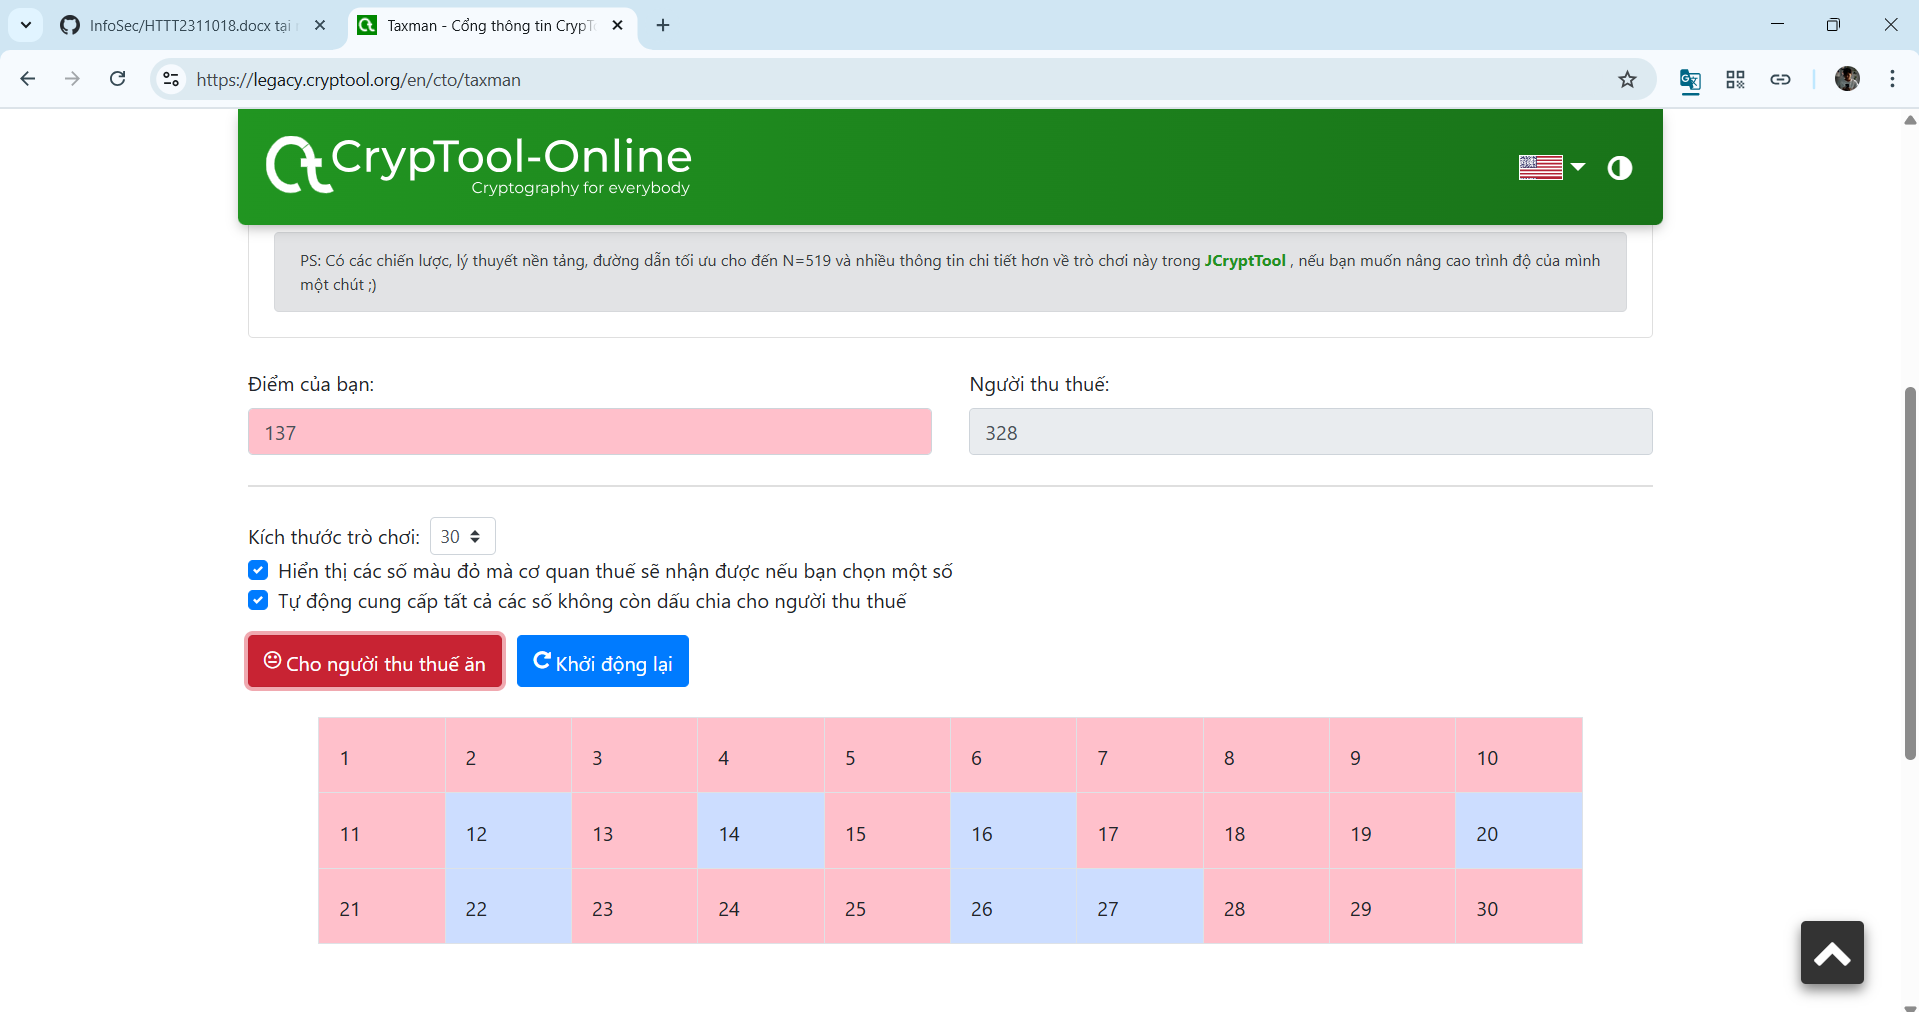 InfoSec/HTTT2311018.docx tại
Taxman - Cổng thông tin CrypT
https://legacy.cryptool.org/en/cto/taxman
CrypTool-Online
Cryptography for everybody
PS: Có các chiến lược, lý thuyết nền tảng, đường dẫn tối ưu cho đến N=519 và nhiều thông tin chi tiết hơn về trò chơi này trong JCryptTool , nếu bạn muốn nâng cao trình độ của mình
một chút ;)
Điểm của bạn:
Người thu thuế:
137
328
Kích thước trò chơi: 30
Hiển thị các số màu đỏ mà cơ quan thuế sẽ nhận được nếu bạn chọn một số
Tự động cung cấp tất cả các số không còn dấu chia cho người thu thuế
Cho người thu thuế ăn
Khởi động lại
1 2 3 4 5 6 7 8 9 10
11 12 13 14 15 16 17 18 19 20
21 22 23 24 25 26 27 28 29 30